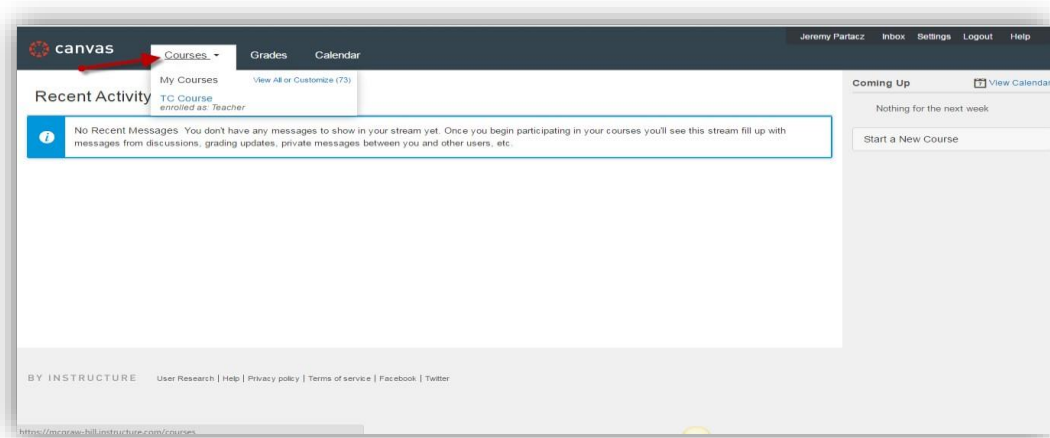 Jeremy Partacz Inbox Settings Logout Help
canvas
Courses Grades Calendar
My Courses View All or Customize (73)
TC Course
enrolled as: Teacher
Recent Activity
No Recent Messages You don't have any messages to show in your stream yet. Once you begin participating in your courses you'll see this stream fill up with
messages from discussions, grading updates, private messages between you and other users, etc.
Coming Up View Calendar
Nothing for the next week
Start a New Course
BY INSTRUCTURE User Research | Help | Privacy policy | Terms of service | Facebook | Twitter
https://mcgraw-hill.instructure.com/courses